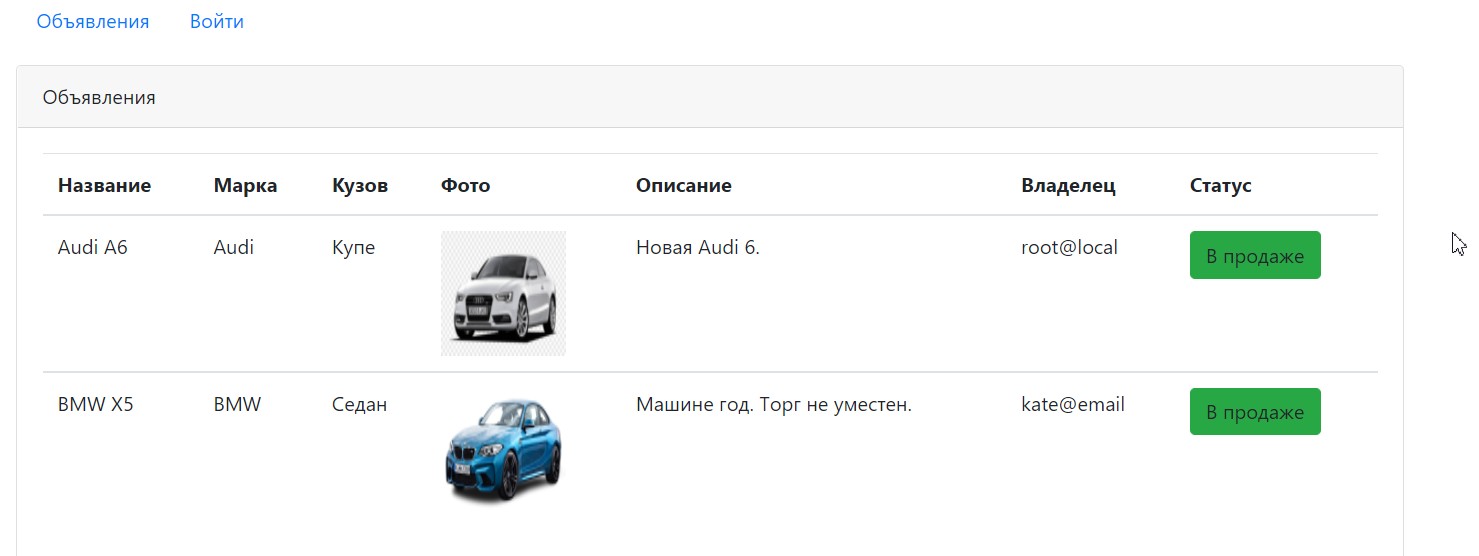 Объявления Войти
Объявления
Название Марка Кузов Фото Описание Владелец Статус
Audi A6 Audi Купе Новая Audi 6. root@local В продаже
BMW X5 BMW Седан Машине год. Торг не уместен. kate@email В продаже